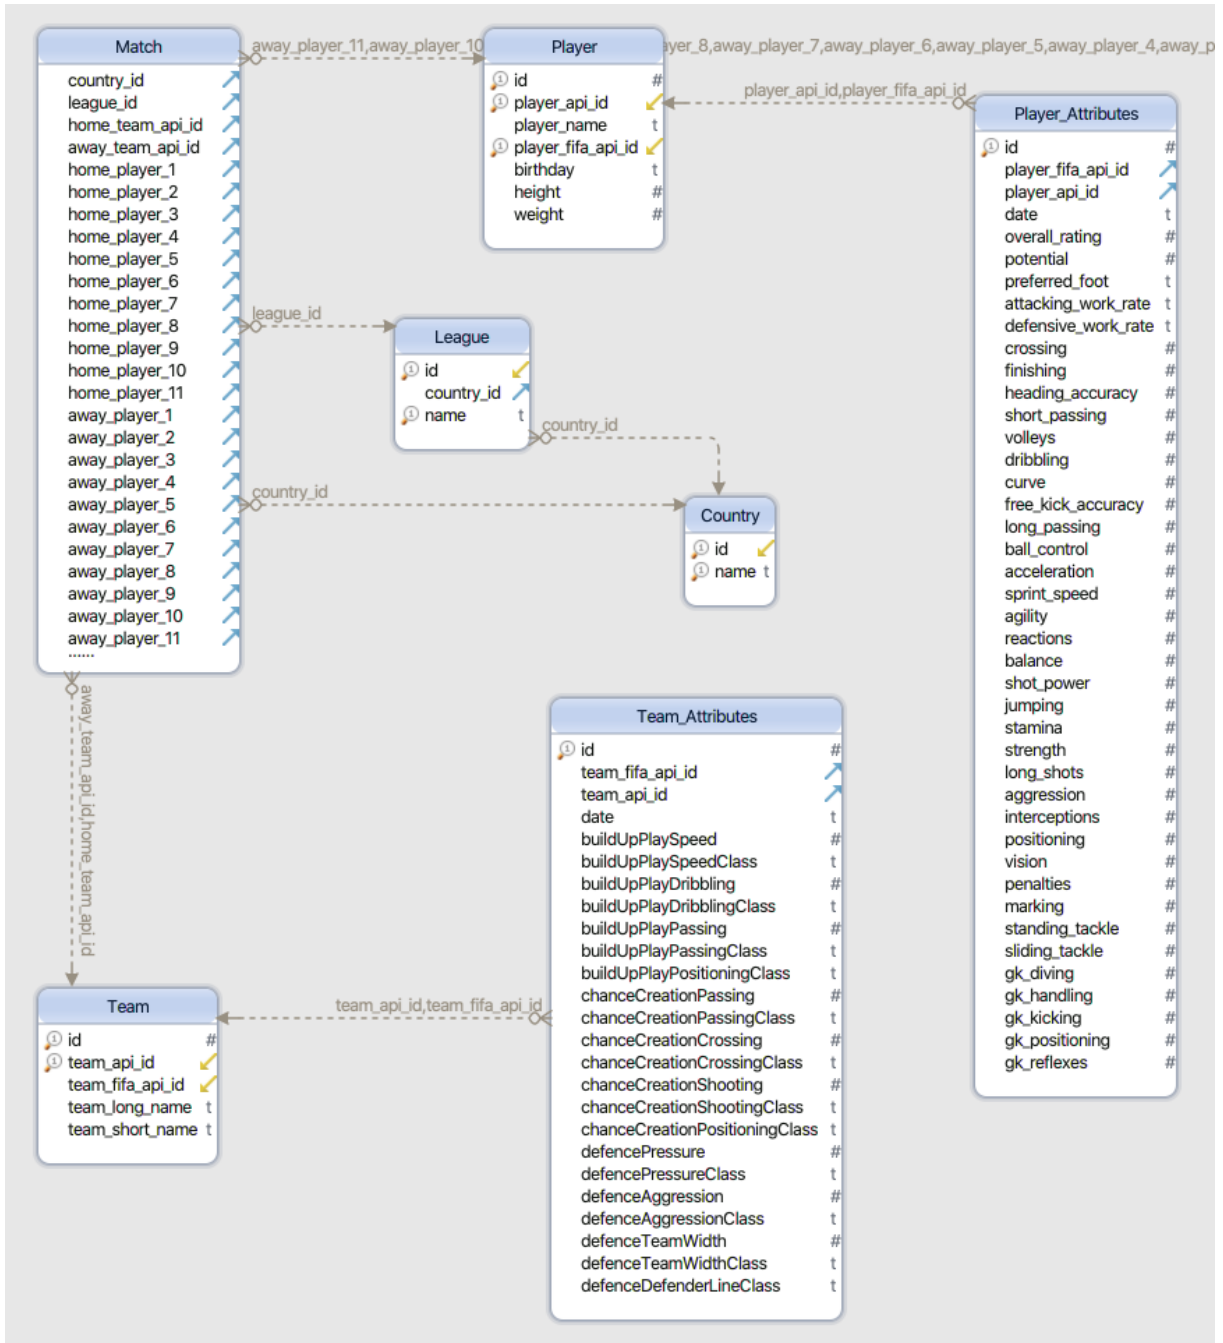 Match
country_id
league_id
home_team_api_id
away_team_api_id
home_player_1
home_player_2
home_player_3
home_player_4
home_player_5
home_player_6
home_player_7
home_player_8
home_player_9
home_player_10
home_player_11
away_player_1
away_player_2
away_player_3
away_player_4
away_player_5
away_player_6
away_player_7
away_player_8
away_player_9
away_player_10
away_player_11
......
away_player_11,away_player_10
yer_8,away_player_7,away_player_6,away_player_5,away_player_4,away_p
Player
id #
player_api_id
player_name t
player_fifa_api_id
birthday t
height #
weight #
player_api_id,player_fifa_api_id
Player_Attributes
id #
player_fifa_api_id
player_api_id
date t
overall_rating #
potential #
preferred_foot t
attacking_work_rate t
defensive_work_rate t
crossing #
finishing #
heading_accuracy #
short_passing #
volleys #
dribbling #
curve #
free_kick_accuracy #
long_passing #
ball_control #
acceleration #
sprint_speed #
agility #
reactions #
balance #
shot_power #
jumping #
stamina #
strength #
long_shots #
aggression #
interceptions #
positioning #
vision #
penalties #
marking #
standing_tackle #
sliding_tackle #
gk_diving #
gk_handling #
gk_kicking #
gk_positioning #
gk_reflexes #
league_id
League
id
country_id
name t
country_id
country_id
Country
id
name t
away_team_api_id,home_team_api_id
Team_Attributes
id #
team_fifa_api_id
team_api_id
date t
buildUpPlaySpeed #
buildUpPlaySpeedClass t
buildUpPlayDribbling #
buildUpPlayDribblingClass t
buildUpPlayPassing #
buildUpPlayPassingClass t
buildUpPlayPositioningClass t
chanceCreationPassing #
chanceCreationPassingClass t
chanceCreationCrossing #
chanceCreationCrossingClass t
chanceCreationShooting #
chanceCreationShootingClass t
chanceCreationPositioningClass t
defencePressure #
defencePressureClass t
defenceAggression #
defenceAggressionClass t
defenceTeamWidth #
defenceTeamWidthClass t
defenceDefenderLineClass t
team_api_id,team_fifa_api_id
Team
id #
team_api_id
team_fifa_api_id
team_long_name t
team_short_name t